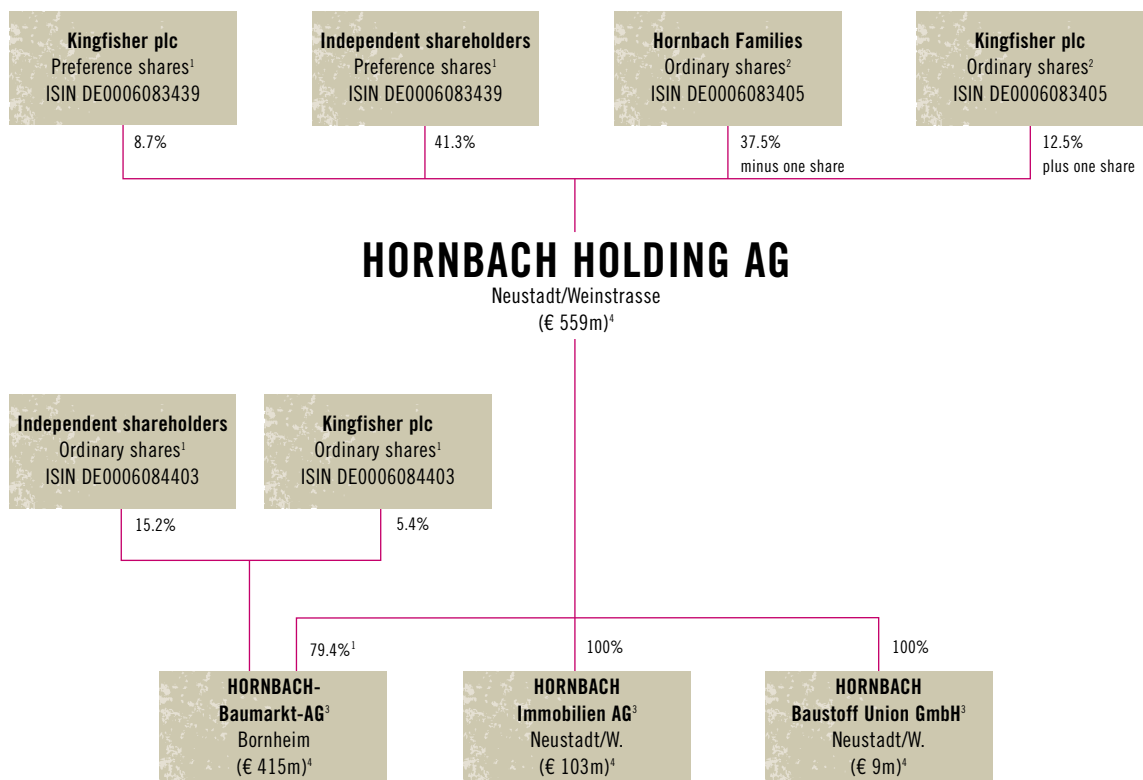 Kingfisher plc
Preference shares¹
ISIN DE0006083439
Independent shareholders
Preference shares¹
ISIN DE0006083439
Hornbach Families
Ordinary shares²
ISIN DE0006083405
Kingfisher plc
Ordinary shares²
ISIN DE0006083405
8.7%
41.3%
37.5%
minus one share
12.5%
plus one share
HORNBACH HOLDING AG
Neustadt/Weinstrasse
(€ 559m)⁴
Independent shareholders
Ordinary shares¹
ISIN DE0006084403
Kingfisher plc
Ordinary shares¹
ISIN DE0006084403
15.2%
5.4%
79.4%¹
100%
100%
HORNBACH-
Baumarkt-AG³
Bornheim
(€ 415m)⁴
HORNBACH
Immobilien AG³
Neustadt/W.
(€ 103m)⁴
HORNBACH
Baustoff Union GmbH³
Neustadt/W.
(€ 9m)⁴